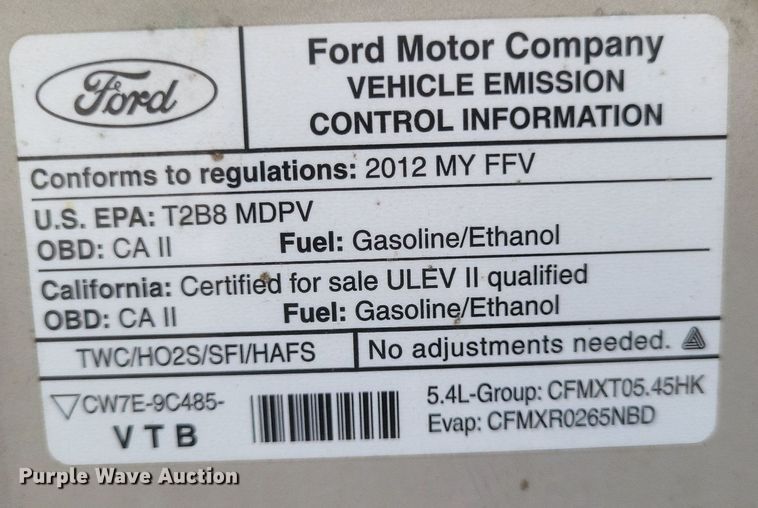 Ford
Ford Motor Company
VEHICLE EMISSION
CONTROL INFORMATION
Conforms to regulations: 2012 MY FFV
U.S. EPA: T2B8 MDPV
OBD: CA II Fuel: Gasoline/Ethanol
California: Certified for sale ULEV II qualified
OBD: CA II Fuel: Gasoline/Ethanol
TWC/HO2S/SFI/HAFS No adjustments needed.
CW7E-9C485- 5.4L-Group: CFMXT05.45HK
VTB Evap: CFMXR0265NBD
Purple Wave Auction